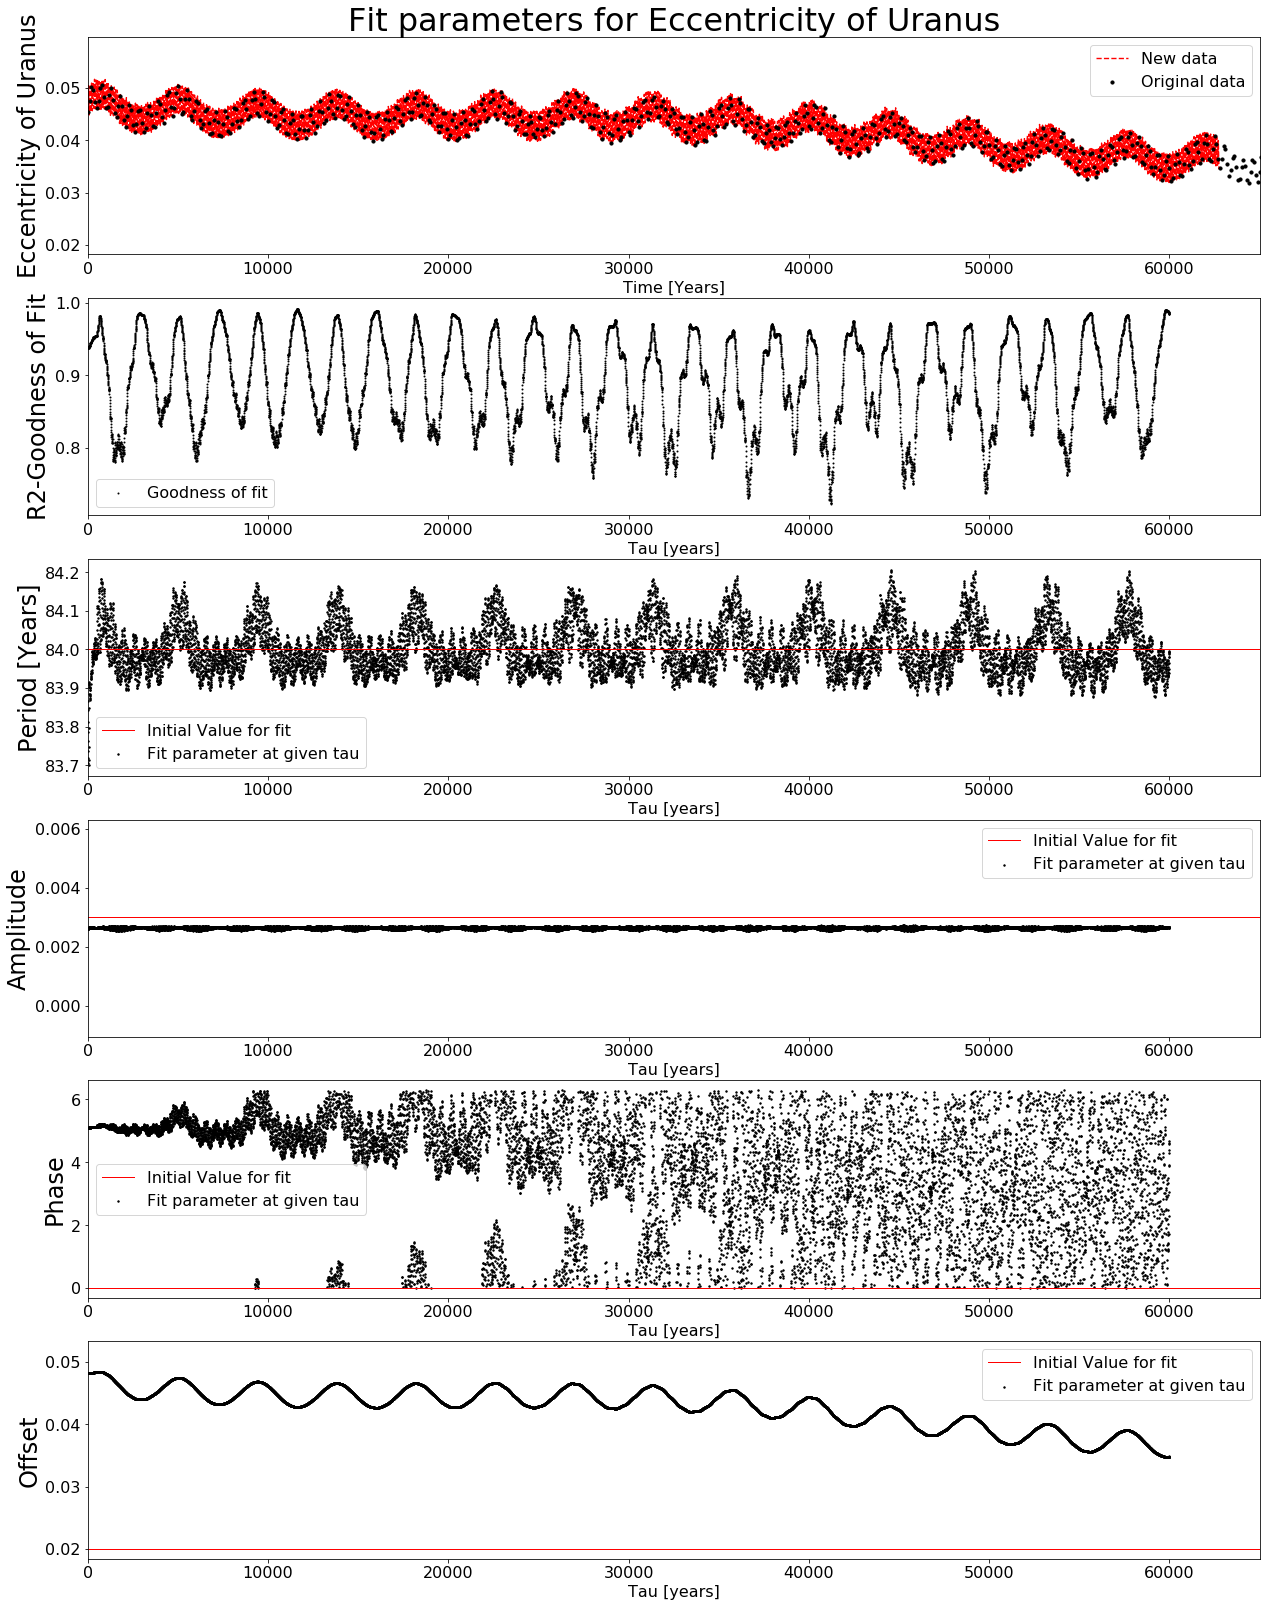 Fit parameters for Eccentricity of Uranus
Eccentricity of Uranus
0.05
0.04
0.03
0.02
New data
Original data
0 10000 20000 30000 40000 50000 60000
Time [Years]
R2-Goodness of Fit
1.0
0.9
0.8
Goodness of fit
0 10000 20000 30000 40000 50000 60000
Tau [years]
Period [Years]
84.2
84.1
84.0
83.9
83.8
83.7
Initial Value for fit
Fit parameter at given tau
0 10000 20000 30000 40000 50000 60000
Tau [years]
Amplitude
0.006
0.004
0.002
0.000
Initial Value for fit
Fit parameter at given tau
0 10000 20000 30000 40000 50000 60000
Tau [years]
Phase
6
4
2
0
Initial Value for fit
Fit parameter at given tau
0 10000 20000 30000 40000 50000 60000
Tau [years]
Offset
0.05
0.04
0.03
0.02
Initial Value for fit
Fit parameter at given tau
0 10000 20000 30000 40000 50000 60000
Tau [years]